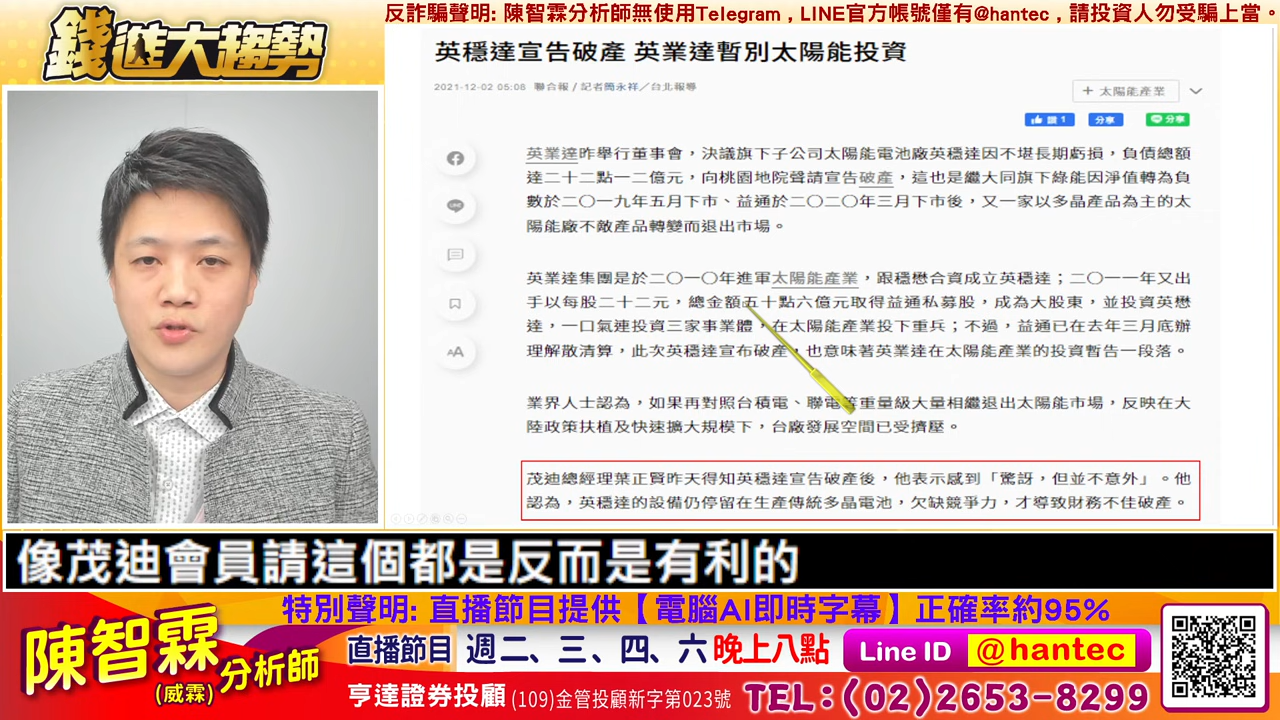 反詐騙聲明: 陳智霖分析師無使用Telegram , LINE官方帳號僅有@hantec , 請投資人勿受騙上當。
錢進大趨勢
英穩達宣告破產 英業達暫別太陽能投資
2021-12-02 05:08 聯合報 / 記者簡永祥／台北報導
+ 太陽能產業
讚 1 分享 分享
英業達昨舉行董事會，決議旗下子公司太陽能電池廠英穩達因不堪長期虧損，負債總額
達二十二點一二億元，向桃園地院聲請宣告破產，這也是繼大同旗下綠能因淨值轉為負
數於二〇一九年五月下市、益通於二〇二〇年三月下市後，又一家以多晶產品為主的太
陽能廠不敵產品轉變而退出市場。
英業達集團是於二〇一〇年進軍太陽能產業，跟穩懋合資成立英穩達；二〇一一年又出
手以每股二十二元，總金額五十點六億元取得益通私募股，成為大股東，並投資英懋
達，一口氣連投資三家事業體，在太陽能產業投下重兵；不過，益通已在去年三月底辦
理解散清算，此次英穩達宣布破產，也意味著英業達在太陽能產業的投資暫告一段落。
業界人士認為，如果再對照台積電、聯電等重量級大量相繼退出太陽能市場，反映在大
陸政策扶植及快速擴大規模下，台廠發展空間已受擠壓。
茂迪總經理葉正賢昨天得知英穩達宣告破產後，他表示感到「驚訝，但並不意外」。他
認為，英穩達的設備仍停留在生產傳統多晶電池，欠缺競爭力，才導致財務不佳破產。
AA
像茂迪會員請這個都是反而是有利的
特別聲明: 直播節目提供【電腦AI即時字幕】正確率約95%
陳智霖分析師
(威霖)
直播節目 週二、三、四、六晚上八點
Line ID @hantec
亨達證券投顧 (109)金管投顧新字第023號 TEL:(02)2653-8299